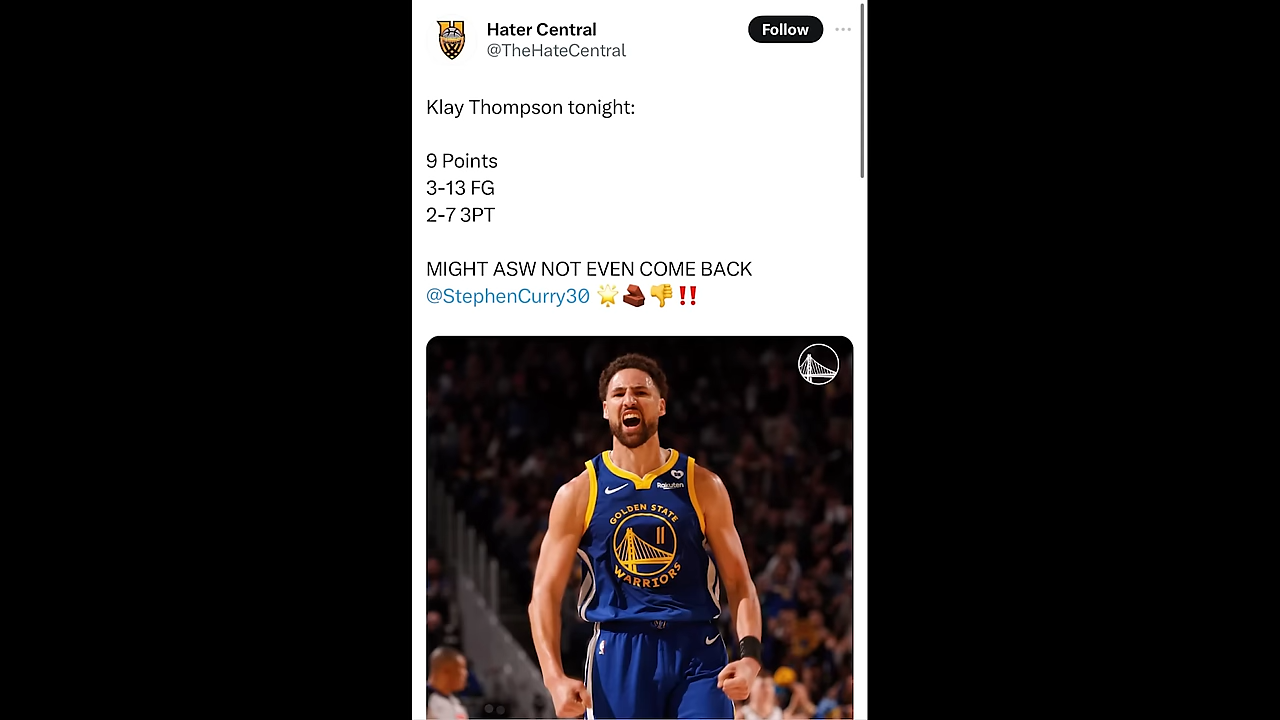 Hater Central
@TheHateCentral
Follow
Klay Thompson tonight:
9 Points
3-13 FG
2-7 3PT
MIGHT ASW NOT EVEN COME BACK
@StephenCurry30 🌟🍫👎‼️
Rakuten
GOLDEN STATE
11
WARRIORS